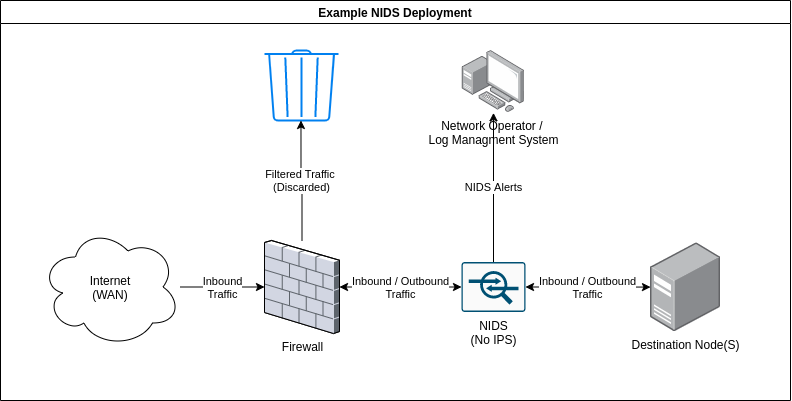 Example NIDS Deployment
Network Operator /
Log Managment System
Filtered Traffic
(Discarded)
NIDS Alerts
Internet
(WAN)
Inbound
Traffic
Inbound / Outbound
Traffic
Inbound / Outbound
Traffic
Firewall
NIDS
(No IPS)
Destination Node(S)